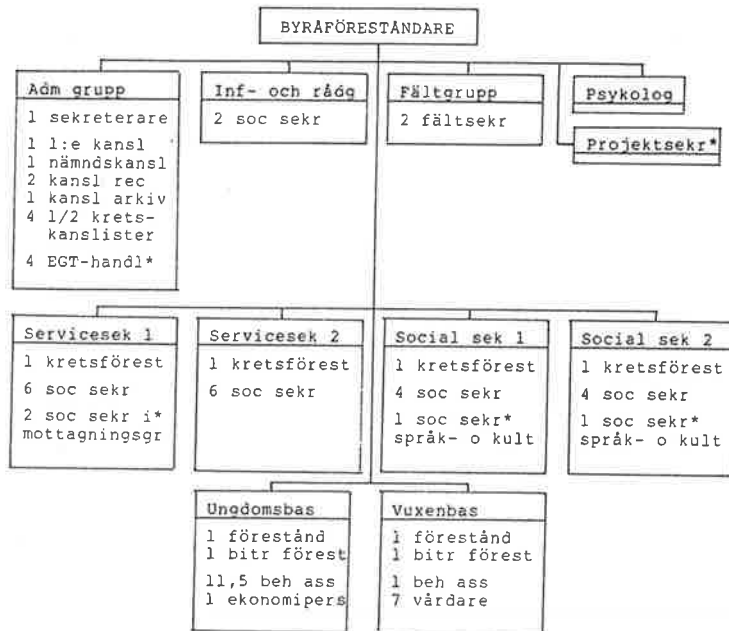 BYRÅFÖRESTÅNDARE
Adm grupp
1 sekreterare
1 1:e kansl
1 nämndskansl
2 kansl rec
1 kansl arkiv
4 1/2 krets-
kanslister
4 EGT-handl*
Inf- och rådg
2 soc sekr
Fältgrupp
2 fältsekr
Psykolog
Projektsekr*
Servicesek 1
1 kretsförest
6 soc sekr
2 soc sekr i*
mottagningsgr
Servicesek 2
1 kretsförest
6 soc sekr
Social sek 1
1 kretsförest
4 soc sekr
1 soc sekr*
språk- o kult
Social sek 2
1 kretsförest
4 soc sekr
1 soc sekr*
språk- o kult
Ungdomsbas
1 förestånd
1 bitr förest
11,5 beh ass
1 ekonomipers
Vuxenbas
1 förestånd
1 bitr förest
1 beh ass
7 vårdare